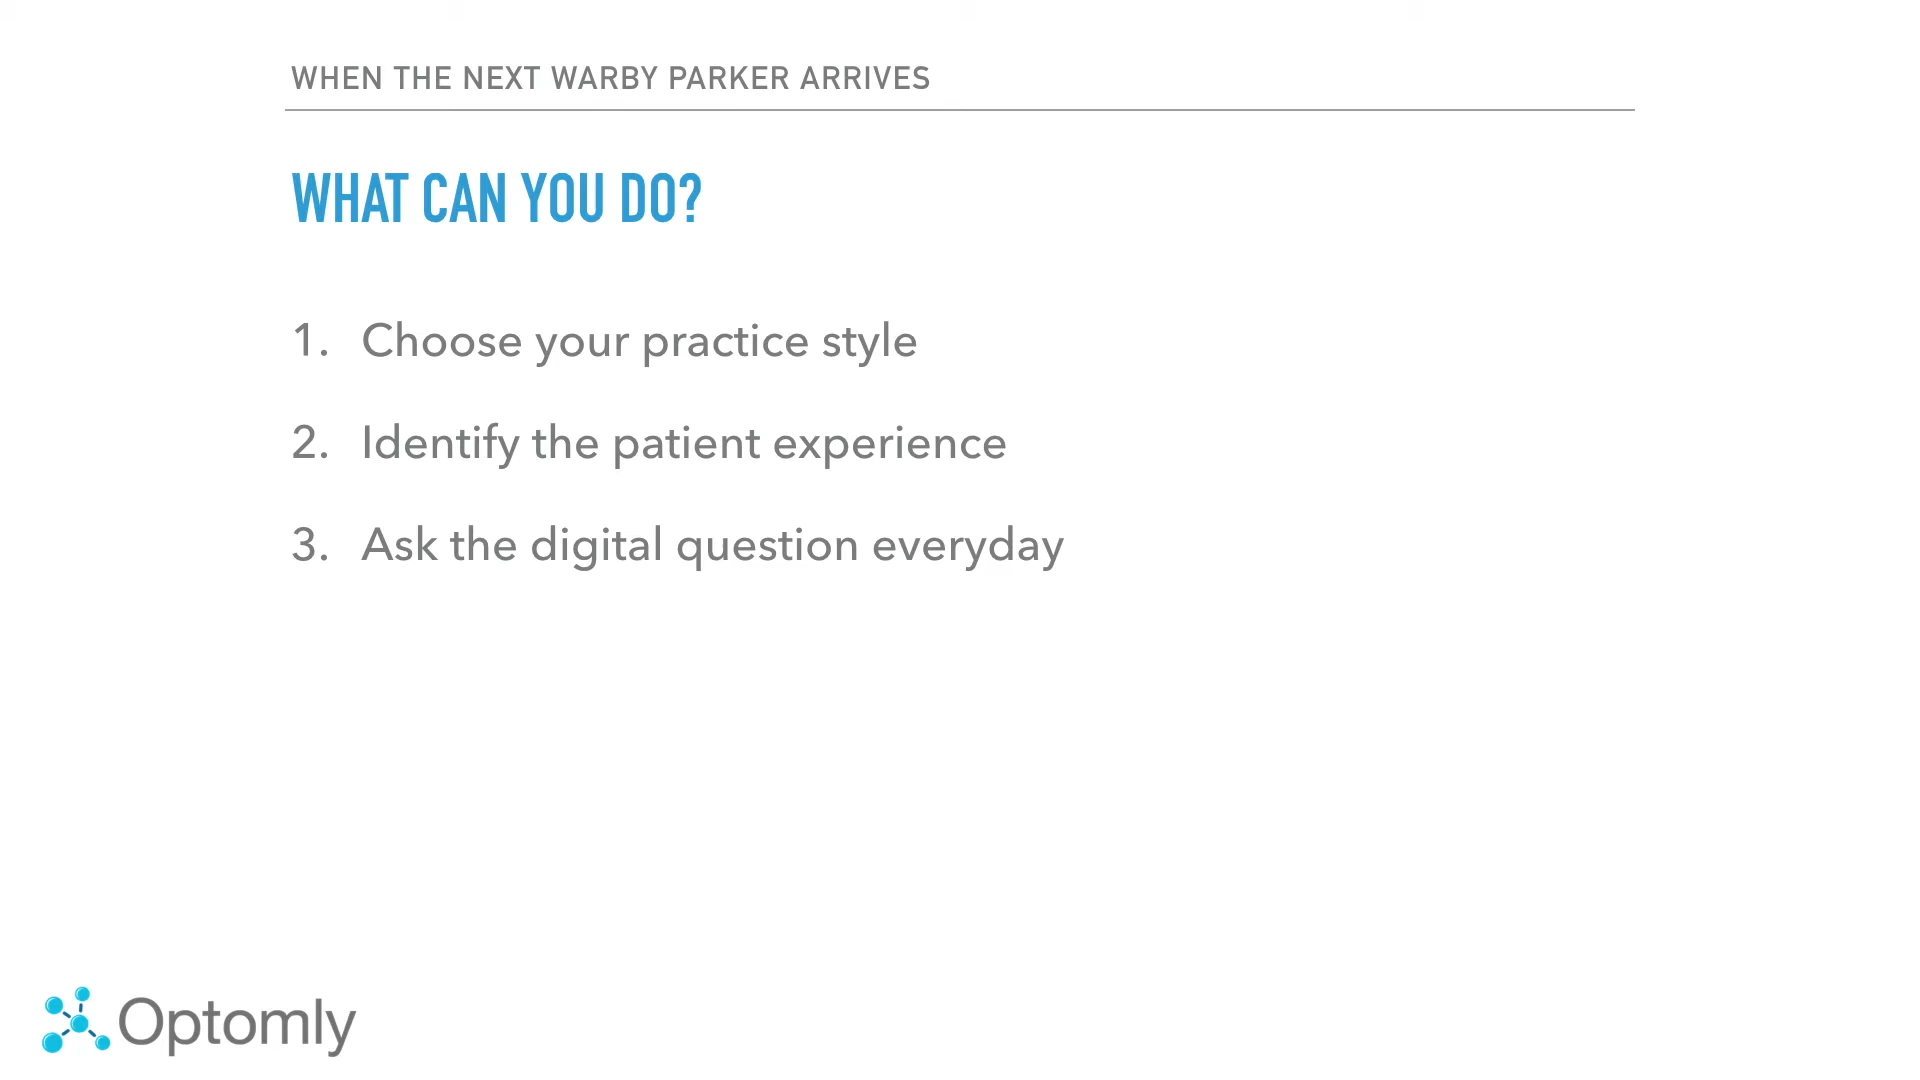 WHEN THE NEXT WARBY PARKER ARRIVES
WHAT CAN YOU DO?
1. Choose your practice style
2. Identify the patient experience
3. Ask the digital question everyday
Optomly